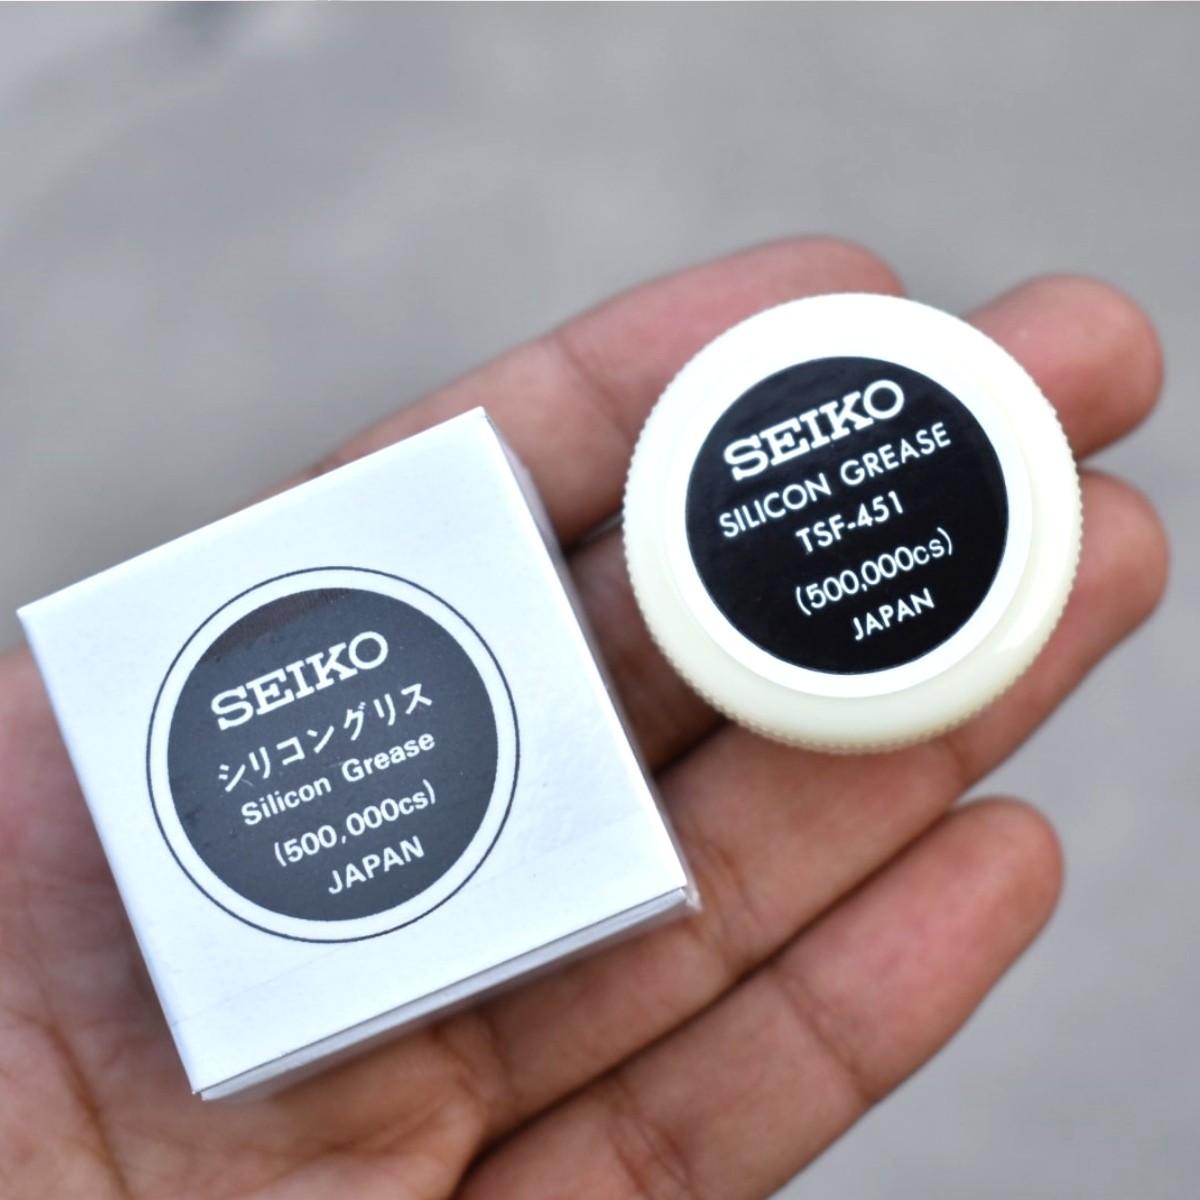 SEIKO
シリコングリス
Silicon Grease
(500,000cs)
JAPAN
SEIKO
SILICON GREASE
TSF-451
(500,000cs)
JAPAN